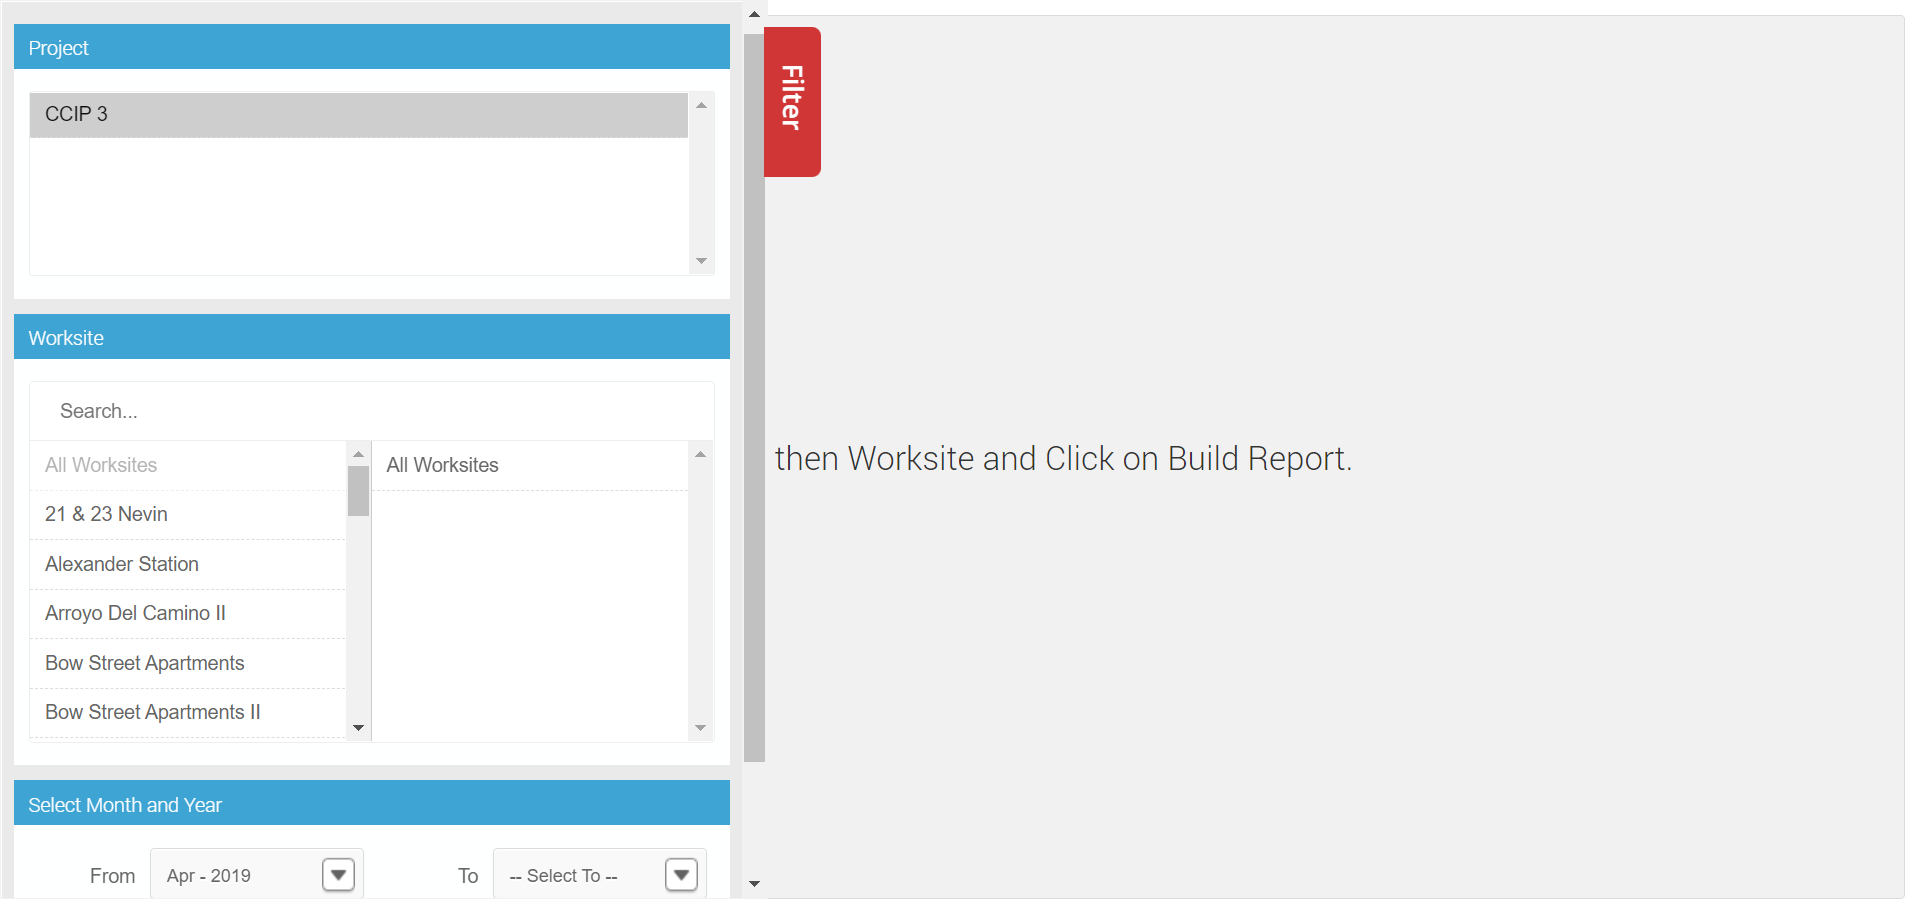 Project
CCIP 3
Filter
Worksite
Search...
All Worksites
All Worksites
21 & 23 Nevin
Alexander Station
Arroyo Del Camino II
Bow Street Apartments
Bow Street Apartments II
then Worksite and Click on Build Report.
Select Month and Year
From Apr - 2019 To -- Select To --